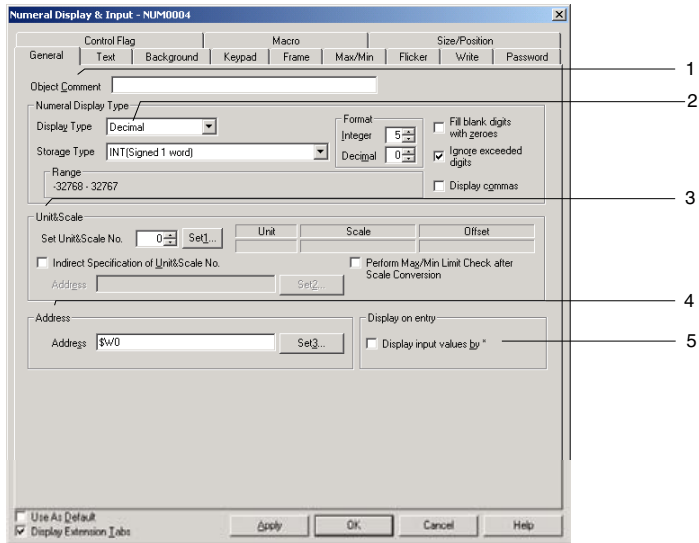 Numeral Display & Input - NUM0004
Control Flag Macro Size/Position
General Text Background Keypad Frame Max/Min Flicker Write Password
1
Object Comment
2
Numeral Display Type
Display Type Decimal
Format
Integer 5
Decimal 0
Fill blank digits with zeroes
Storage Type INT(Signed 1 word)
Ignore exceeded digits
Range
-32768 - 32767
Display commas
3
Unit&Scale
Set Unit&Scale No. 0 Set1...
Unit Scale Offset
Indirect Specification of Unit&Scale No.
Perform Max/Min Limit Check after Scale Conversion
Address Set2...
4
Address
Address $W0 Set3...
Display on entry
Display input values by *
5
Use As Default
Display Extension Tabs
Apply OK Cancel Help